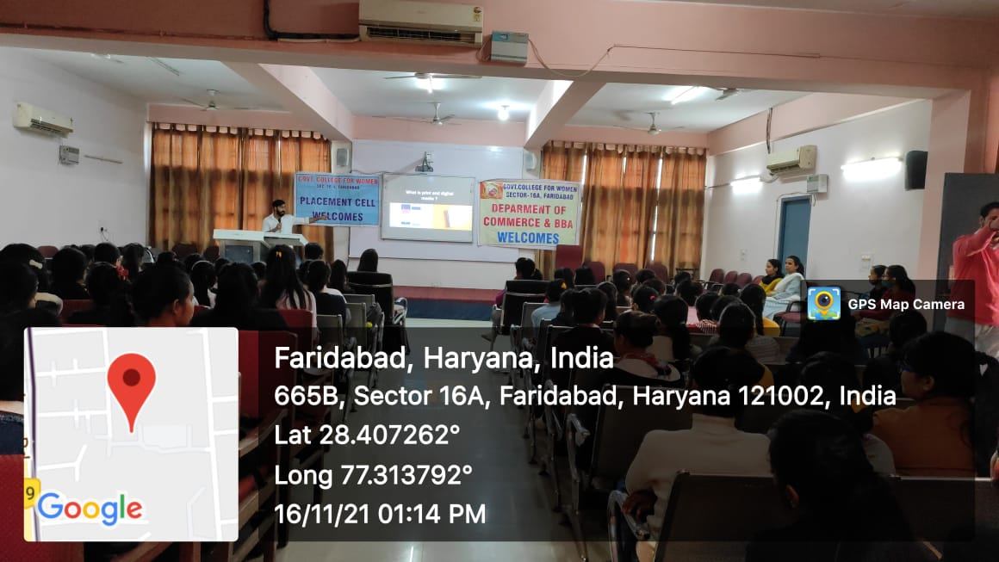 GOVT. COLLEGE FOR WOMEN
SEC-16-A, FARIDABAD
PLACEMENT CELL
WELCOMES
What is print and digital
media ?
GOVT.COLLEGE FOR WOMEN
SECTOR-16A, FARIDABAD
DEPARMENT OF
COMMERCE & BBA
WELCOMES
GPS Map Camera
Faridabad, Haryana, India
665B, Sector 16A, Faridabad, Haryana 121002, India
Lat 28.407262°
Long 77.313792°
16/11/21 01:14 PM
9
Google